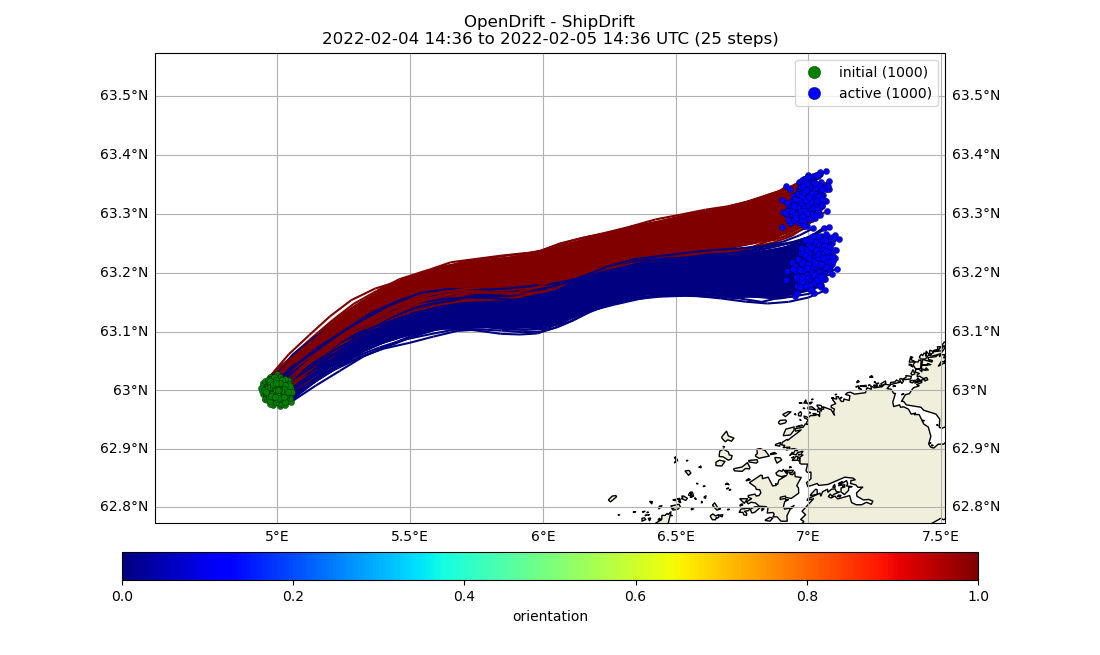 OpenDrift - ShipDrift
2022-02-04 14:36 to 2022-02-05 14:36 UTC (25 steps)
initial (1000)
active (1000)
63.5°N 63.5°N
63.4°N 63.4°N
63.3°N 63.3°N
63.2°N 63.2°N
63.1°N 63.1°N
63°N 63°N
62.9°N 62.9°N
62.8°N 62.8°N
5°E 5.5°E 6°E 6.5°E 7°E 7.5°E
0.0 0.2 0.4 0.6 0.8 1.0
orientation